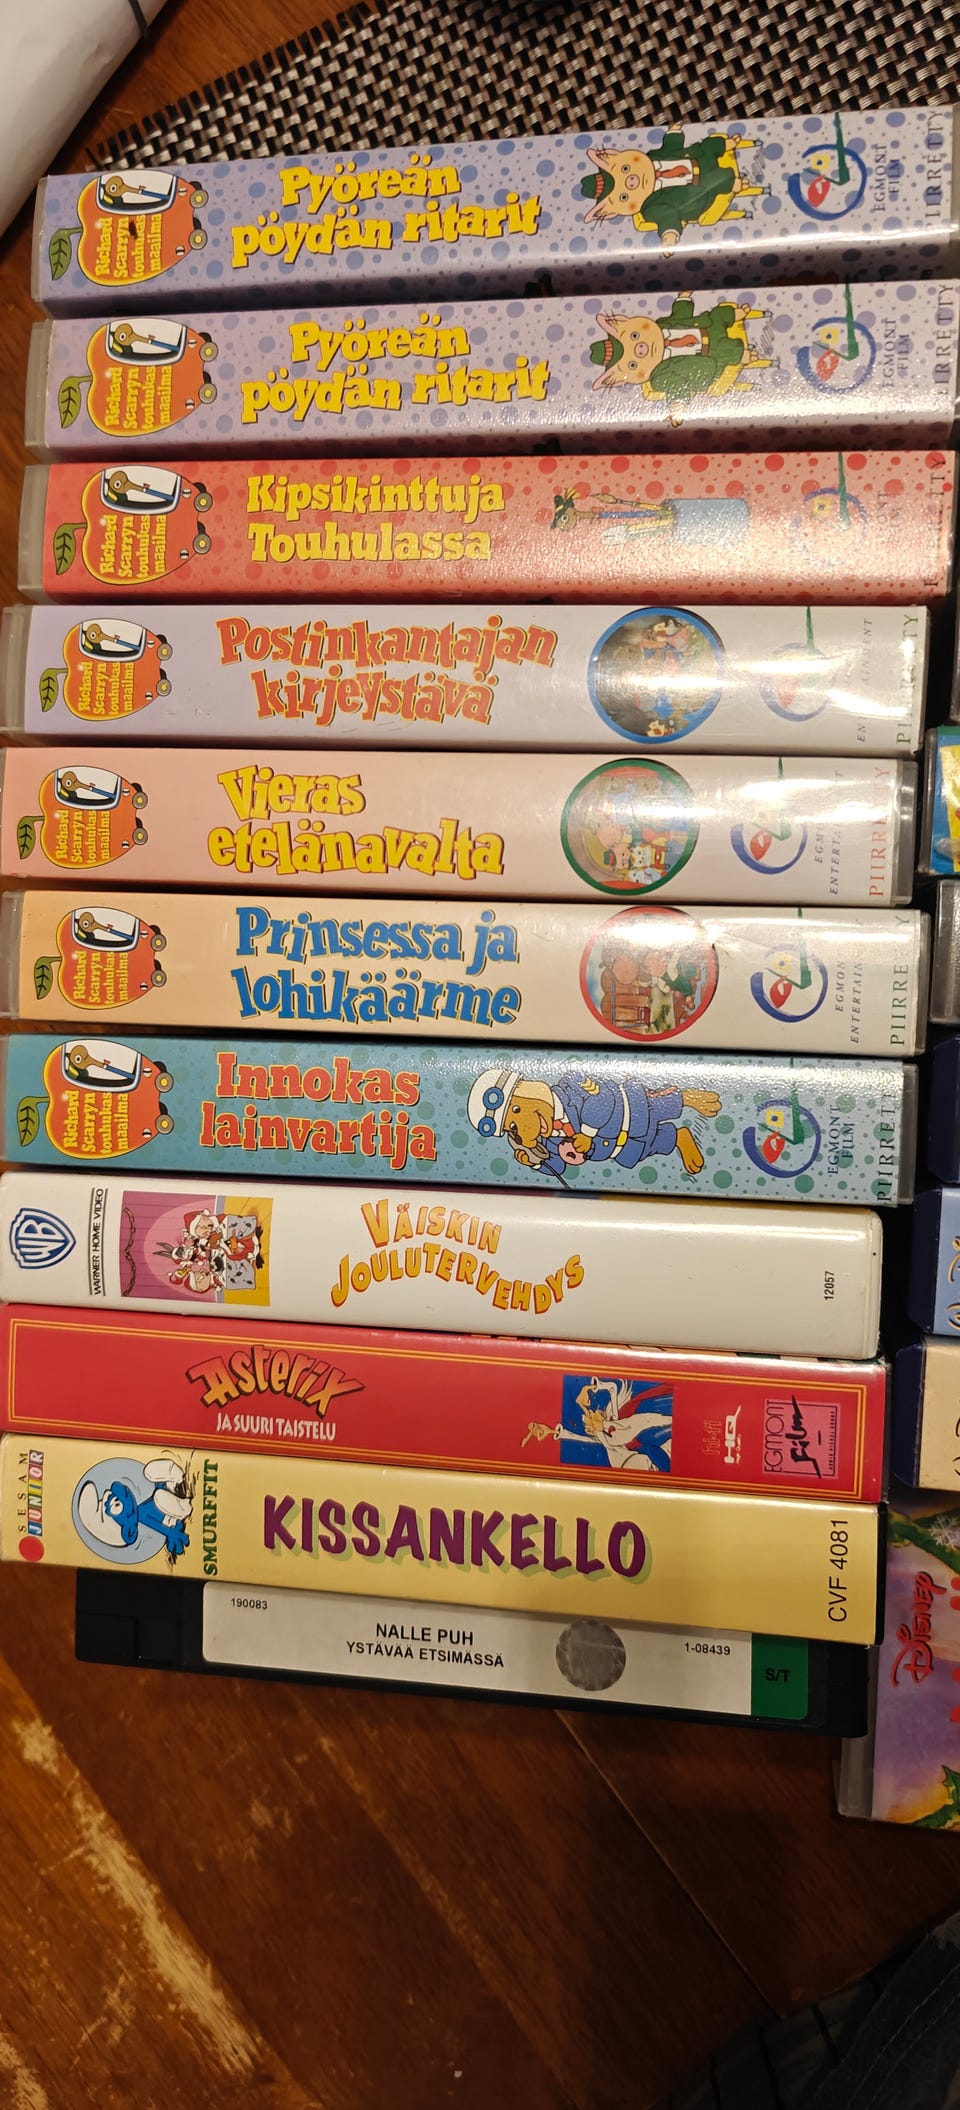 Richard
Scarryn
touhukas
maailma
Pyöreän
pöydän ritarit
EGMONT
FILM
PIIRRETTY
Richard
Scarryn
touhukas
maailma
Pyöreän
pöydän ritarit
EGMONT
FILM
PIIRRETTY
Richard
Scarryn
touhukas
maailma
Kipsikinttuja
Touhulassa
Richard
Scarryn
touhukas
maailma
Postinkantajan
kirjeystävä
Richard
Scarryn
touhukas
maailma
Vieras
etelänavalta
Richard
Scarryn
touhukas
maailma
Prinsessa ja
lohikäärme
EGMONT
Richard
Scarryn
touhukas
maailma
Innokas
lainvartija
EGMONT
FILM
PIIRRETTY
WB
WARNER HOME VIDEO
VÄISKIN
JOULUTERVEHDYS
12057
Asterix
JA SUURI TAISTELU
hi-fi
HQ
EGMONT
Film
SESAM
JUNIOR
SMURFFIT
KISSANKELLO
CVF 4081
190083
NALLE PUH
YSTÄVÄÄ ETSIMÄSSÄ
1-08439
S/T
DISNEY